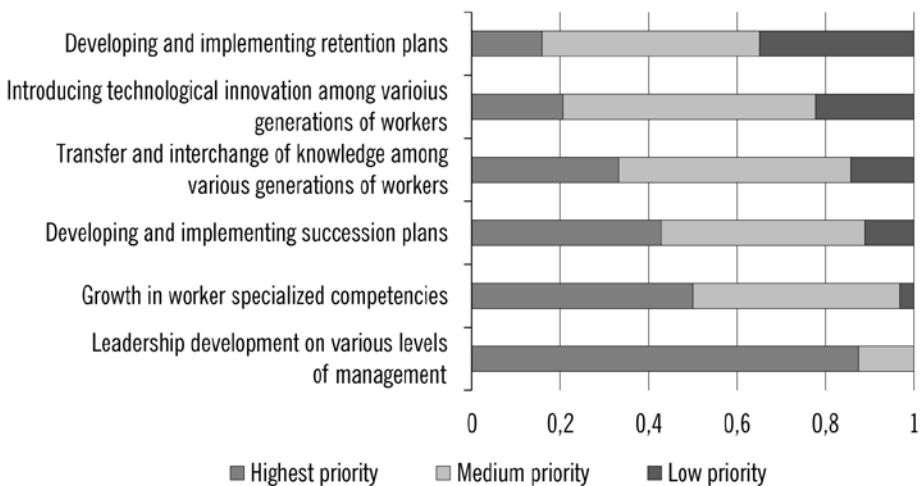 Developing and implementing retention plans
Introducing technological innovation among varioius
generations of workers
Transfer and interchange of knowledge among
various generations of workers
Developing and implementing succession plans
Growth in worker specialized competencies
Leadership development on various levels
of management
0 0,2 0,4 0,6 0,8 1
Highest priority Medium priority Low priority